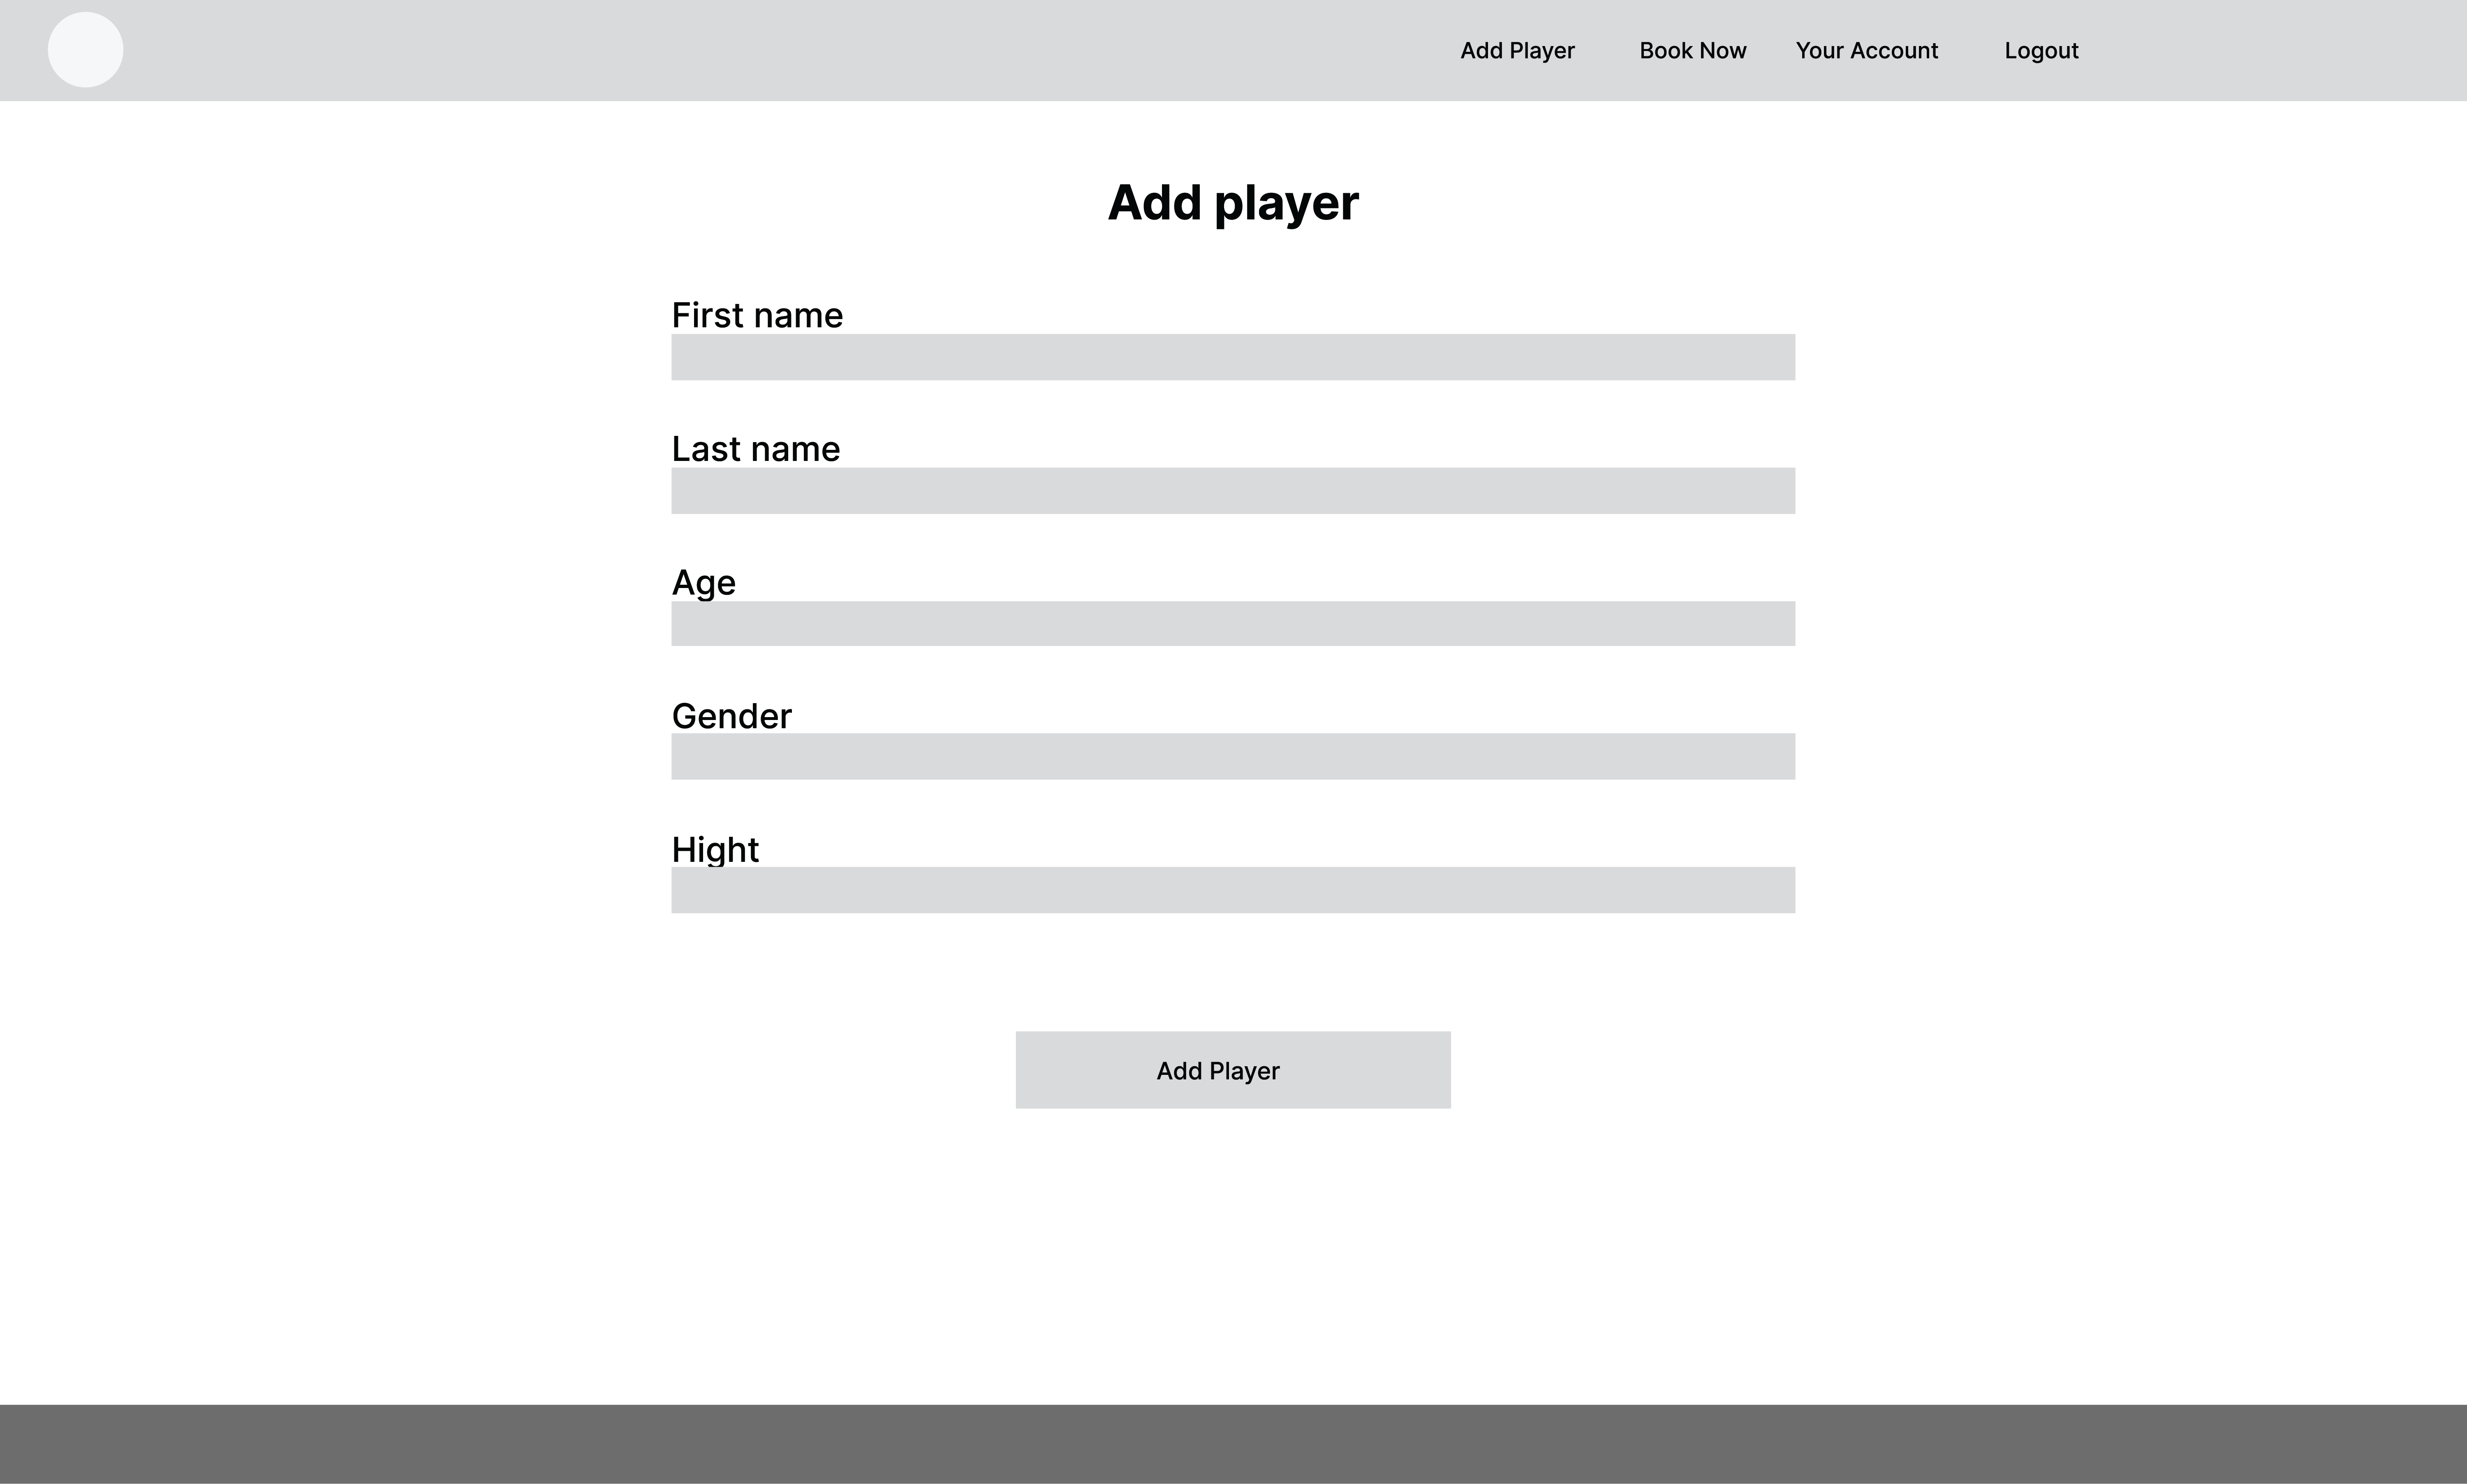 Add Player Book Now Your Account Logout
Add player
First name
Last name
Age
Gender
Hight
Add Player